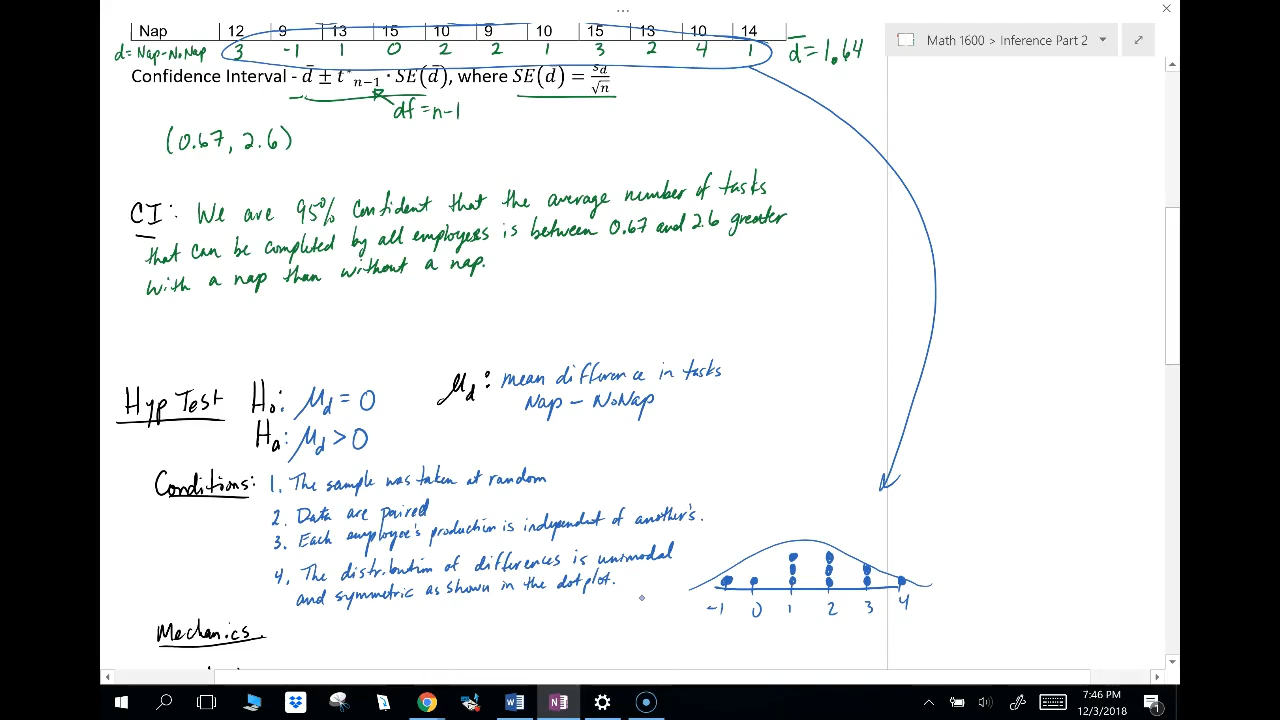 Nap 12 9 13 15 10 9 10 15 13 10 14
d = Nap - NoNap 3 -1 1 0 2 2 1 3 2 4 1 d̄ = 1.64
Confidence Interval - d̄ ± t*n−1 · SE(d̄), where SE(d̄) = sd/√n
df = n-1
(0.67, 2.6)
CI: We are 95% confident that the average number of tasks
that can be completed by all employees is between 0.67 and 2.6 greater
with a nap than without a nap.
Hyp Test H0: μd = 0 μd: mean difference in tasks
Nap - NoNap
Ha: μd > 0
Conditions: 1. The sample was taken at random
2. Data are paired
3. Each employee's production is independent of another's.
4. The distribution of differences is unimodal
and symmetric as shown in the dotplot.
-1 0 1 2 3 4
Mechanics
Math 1600 > Inference Part 2
7:46 PM
12/3/2018